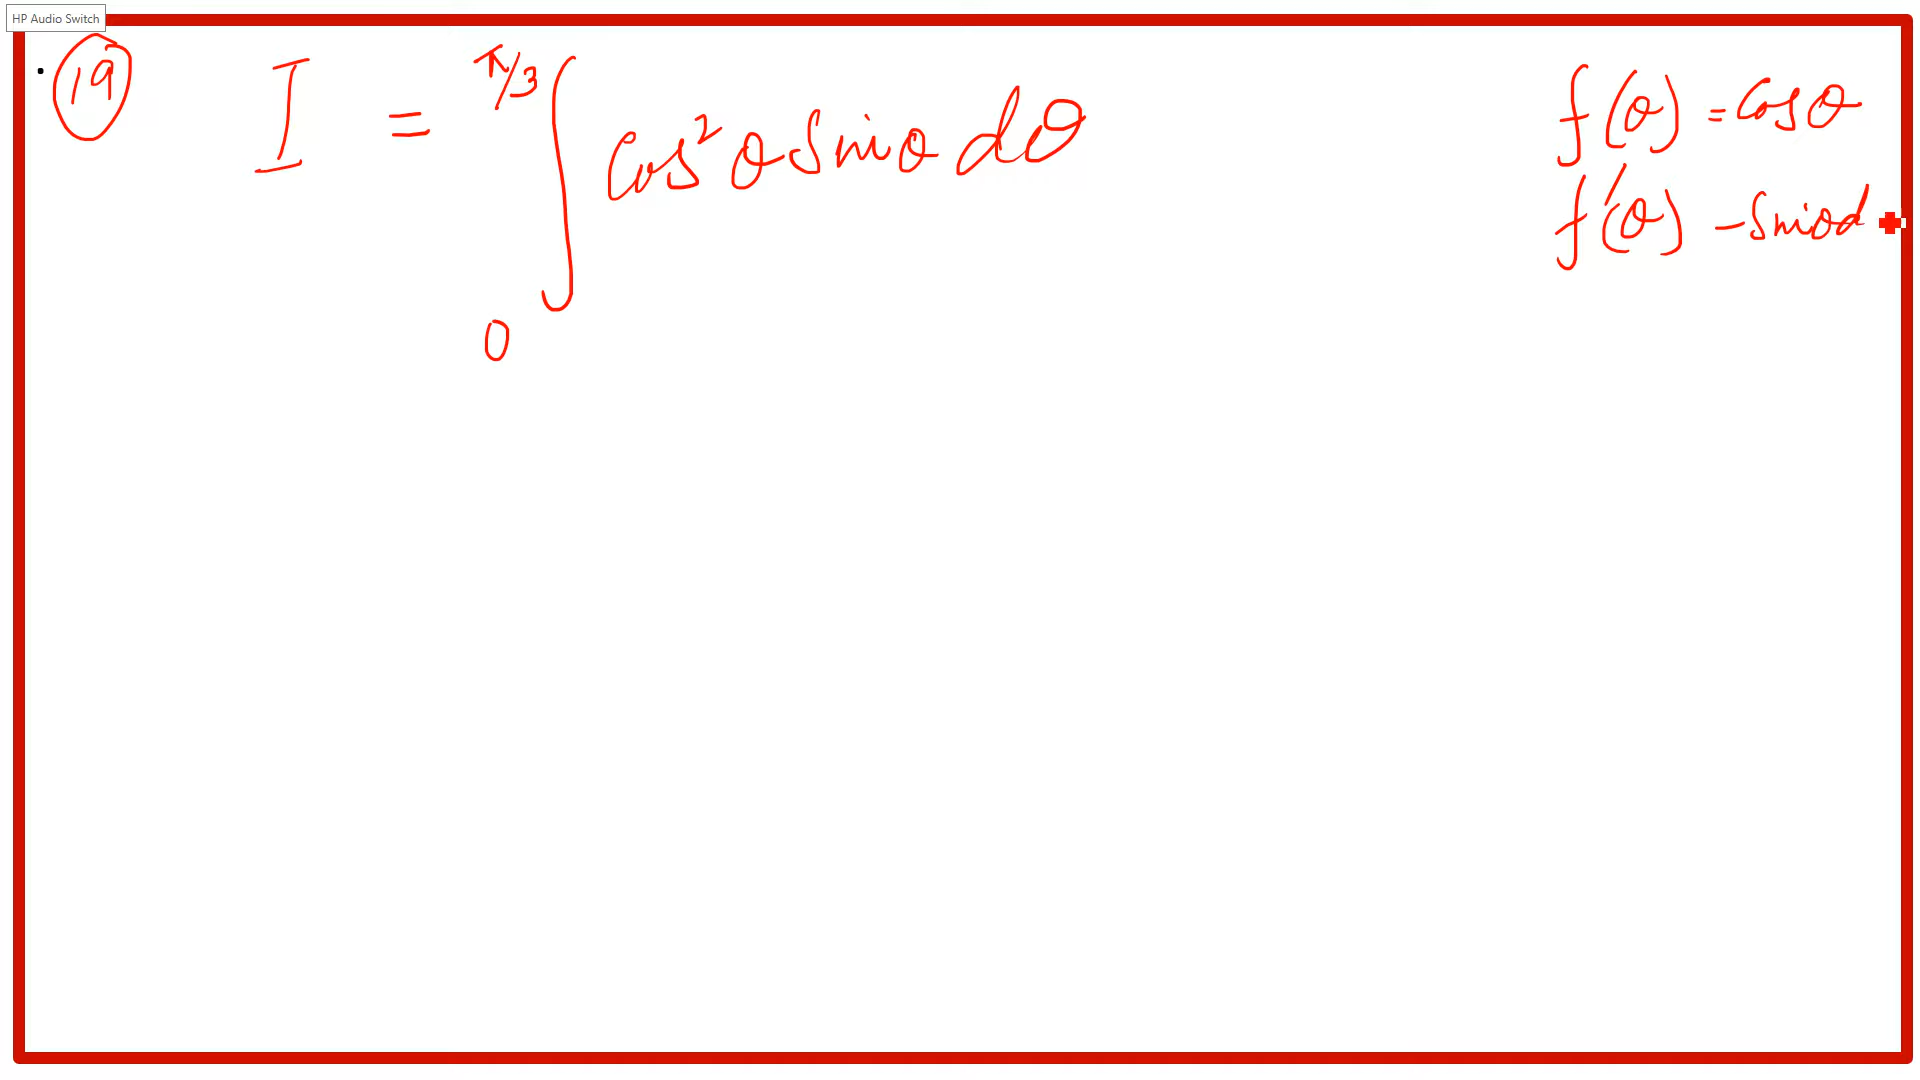 HP Audio Switch
19 I = ∫₀^π/3 cos²θ sinθ dθ
f(θ) = cosθ
f'(θ) - sinθd